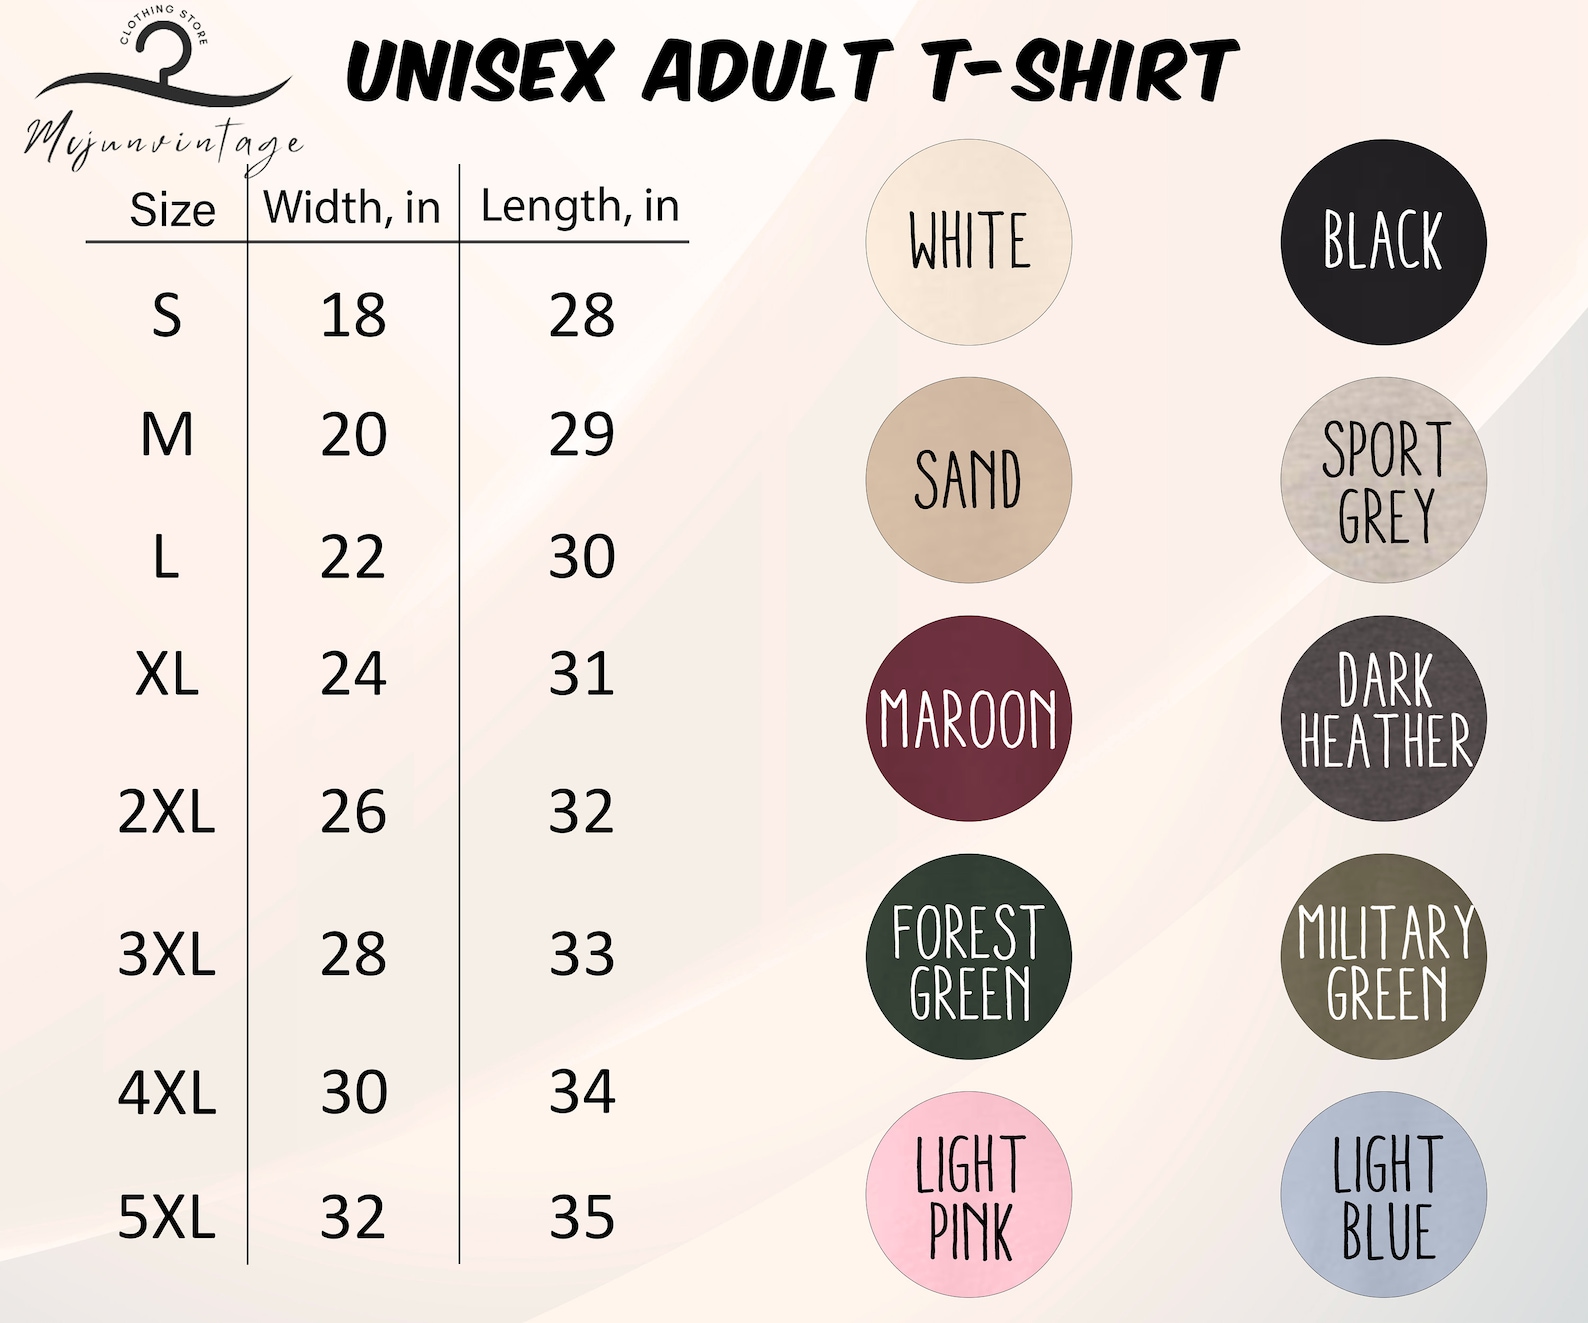 CLOTHING STORE
Mvjunvintage
UNISEX ADULT T-SHIRT
Size Width, in Length, in
S 18 28
M 20 29
L 22 30
XL 24 31
2XL 26 32
3XL 28 33
4XL 30 34
5XL 32 35
WHITE
BLACK
SAND
SPORT
GREY
MAROON
DARK
HEATHER
FOREST
GREEN
MILITARY
GREEN
LIGHT
PINK
LIGHT
BLUE